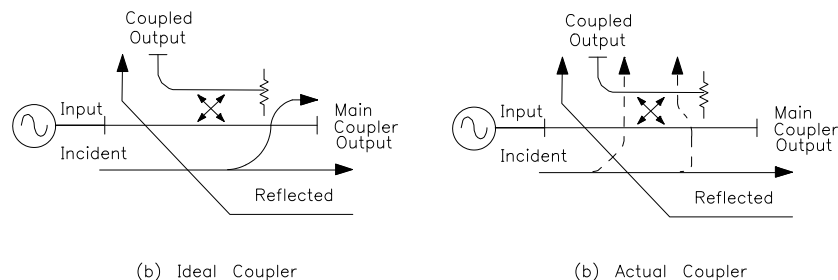 Coupled
Output
Input
Incident
Main
Coupler
Output
Reflected
(b) Ideal Coupler
Coupled
Output
Input
Incident
Main
Coupler
Output
Reflected
(b) Actual Coupler